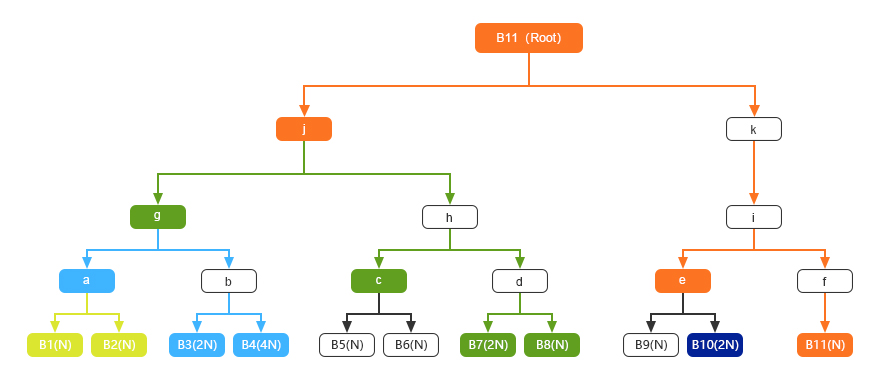 B11 (Root)
j
k
g
h
i
a
b
c
d
e
f
B1(N)
B2(N)
B3(2N)
B4(4N)
B5(N)
B6(N)
B7(2N)
B8(N)
B9(N)
B10(2N)
B11(N)